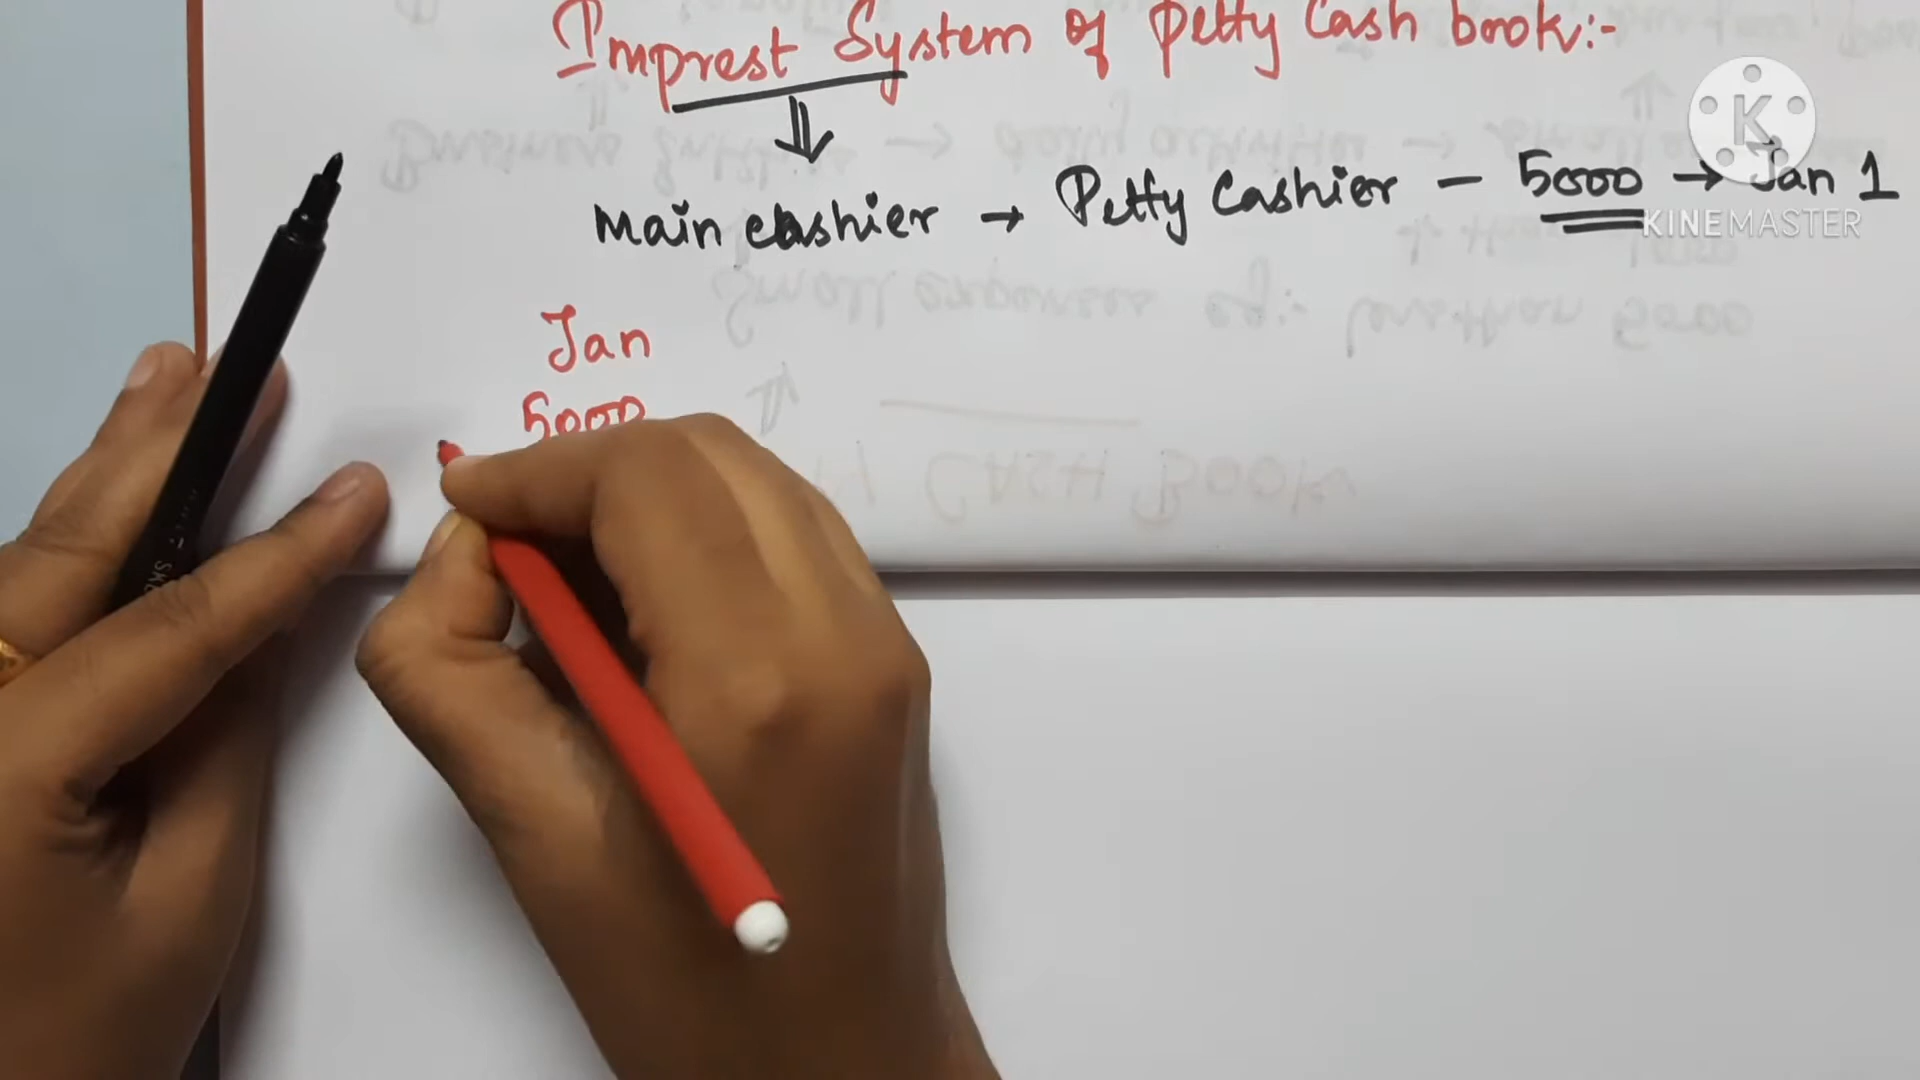 Imprest System of Petty Cash book:-
Main cashier → Petty Cashier — 5000 → Jan 1
K
KINEMASTER
Jan
5000